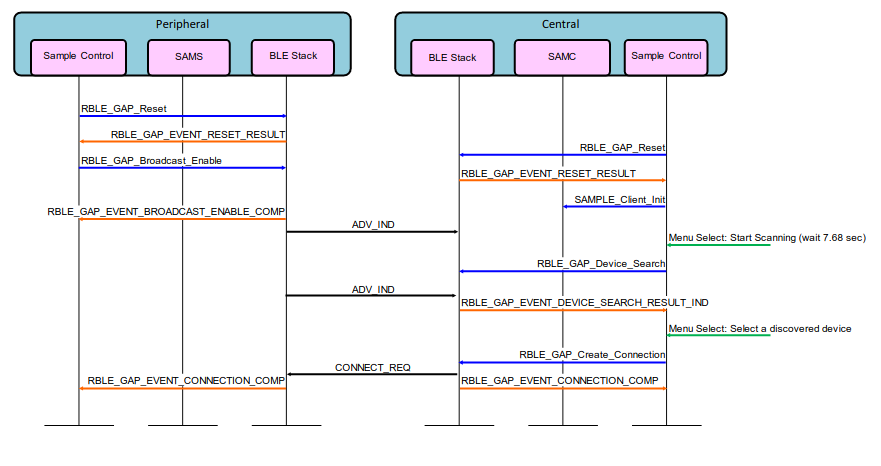 Peripheral
Central
Sample Control
SAMS
BLE Stack
BLE Stack
SAMC
Sample Control
RBLE_GAP_Reset
RBLE_GAP_EVENT_RESET_RESULT
RBLE_GAP_Reset
RBLE_GAP_Broadcast_Enable
RBLE_GAP_EVENT_RESET_RESULT
SAMPLE_Client_Init
RBLE_GAP_EVENT_BROADCAST_ENABLE_COMP
ADV_IND
Menu Select: Start Scanning (wait 7.68 sec)
RBLE_GAP_Device_Search
ADV_IND
RBLE_GAP_EVENT_DEVICE_SEARCH_RESULT_IND
Menu Select: Select a discovered device
RBLE_GAP_Create_Connection
CONNECT_REQ
RBLE_GAP_EVENT_CONNECTION_COMP
RBLE_GAP_EVENT_CONNECTION_COMP